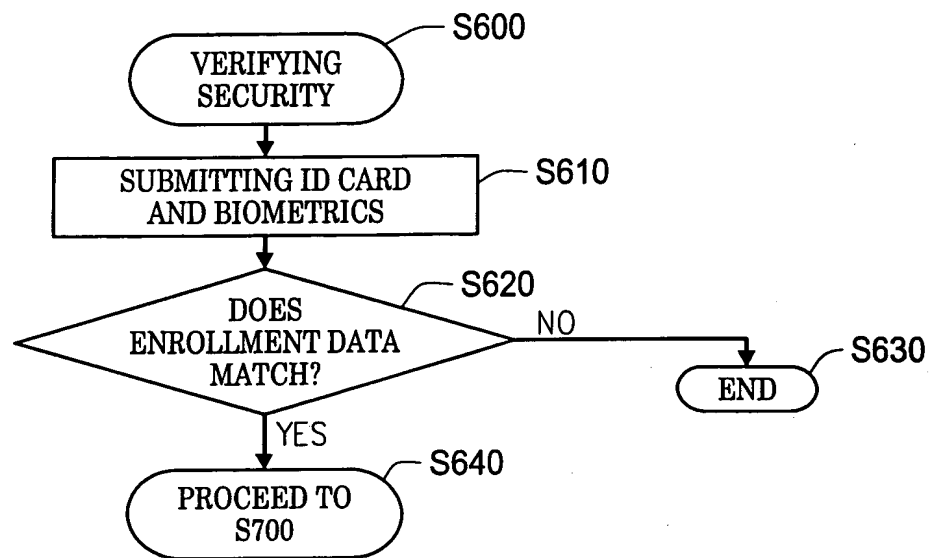 S600
VERIFYING
SECURITY
SUBMITTING ID CARD
AND BIOMETRICS
S610
S620
DOES
ENROLLMENT DATA
MATCH?
NO
S630
END
YES
S640
PROCEED TO
S700